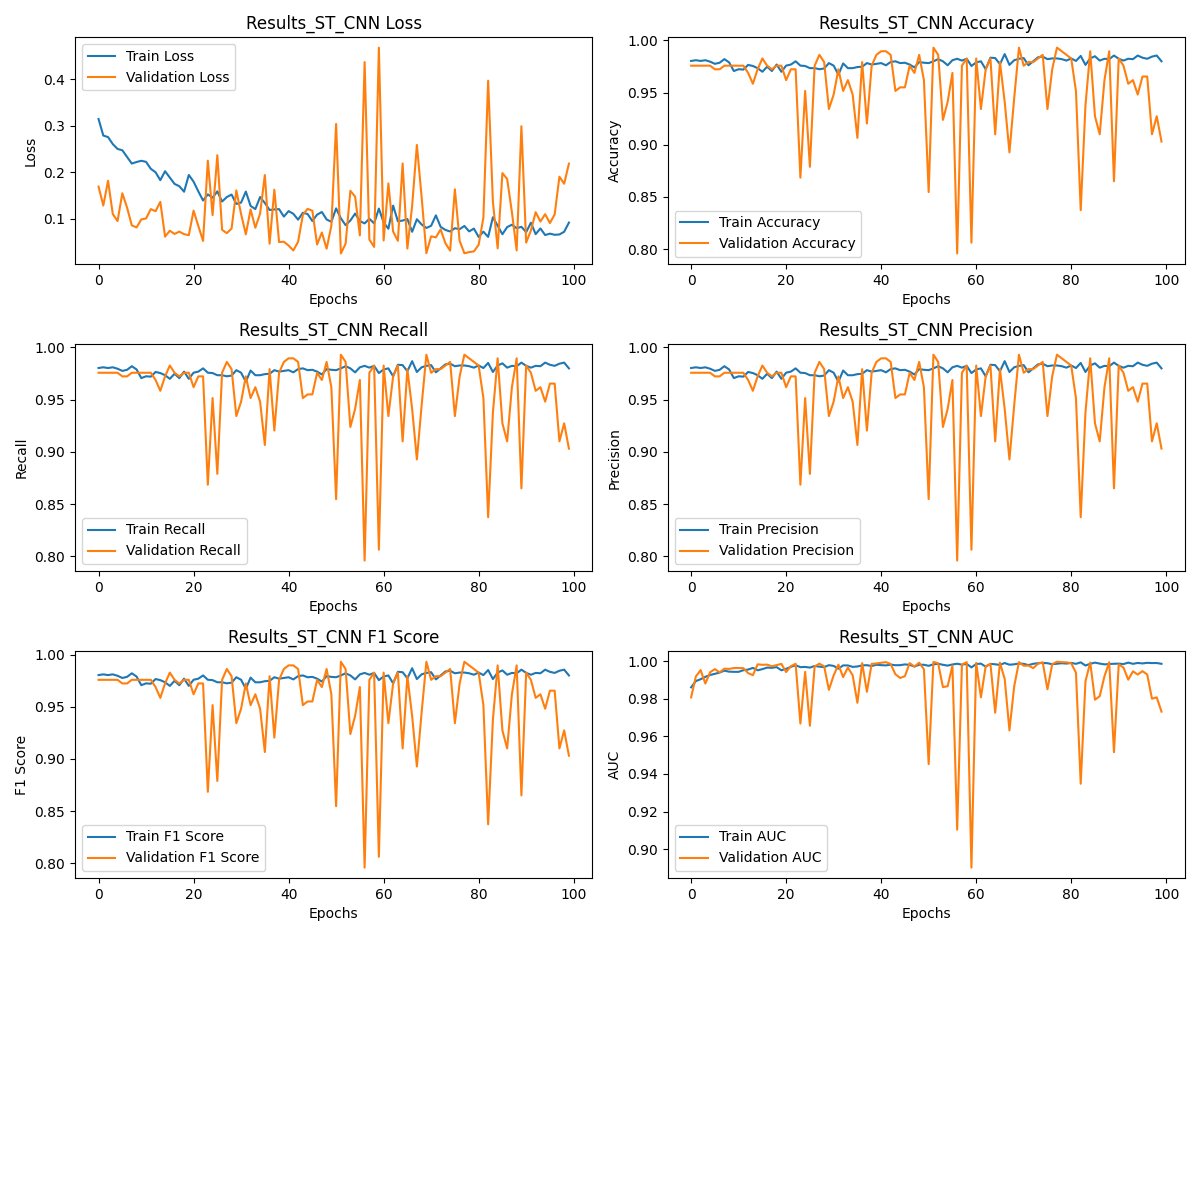 Results_ST_CNN Loss
Train Loss
Validation Loss
Loss
0.4
0.3
0.2
0.1
0 20 40 60 80 100
Epochs
Results_ST_CNN Accuracy
Train Accuracy
Validation Accuracy
Accuracy
1.00
0.95
0.90
0.85
0.80
0 20 40 60 80 100
Epochs
Results_ST_CNN Recall
Train Recall
Validation Recall
Recall
1.00
0.95
0.90
0.85
0.80
0 20 40 60 80 100
Epochs
Results_ST_CNN Precision
Train Precision
Validation Precision
Precision
1.00
0.95
0.90
0.85
0.80
0 20 40 60 80 100
Epochs
Results_ST_CNN F1 Score
Train F1 Score
Validation F1 Score
F1 Score
1.00
0.95
0.90
0.85
0.80
0 20 40 60 80 100
Epochs
Results_ST_CNN AUC
Train AUC
Validation AUC
AUC
1.00
0.98
0.96
0.94
0.92
0.90
0 20 40 60 80 100
Epochs